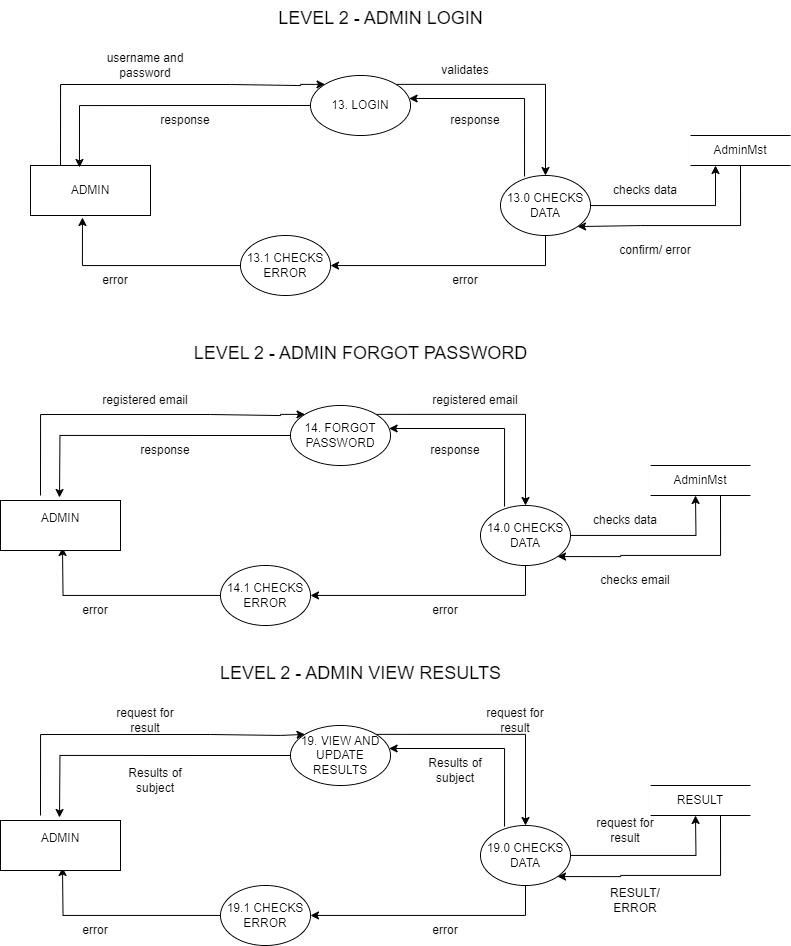 LEVEL 2 - ADMIN LOGIN
username and
password
validates
13. LOGIN
response
response
AdminMst
ADMIN
checks data
13.0 CHECKS
DATA
confirm/ error
13.1 CHECKS
ERROR
error
error
LEVEL 2 - ADMIN FORGOT PASSWORD
registered email
registered email
14. FORGOT
PASSWORD
response
response
AdminMst
ADMIN
checks data
14.0 CHECKS
DATA
checks email
14.1 CHECKS
ERROR
error
error
LEVEL 2 - ADMIN VIEW RESULTS
request for
result
request for
result
19. VIEW AND
UPDATE
RESULTS
Results of
subject
Results of
subject
RESULT
ADMIN
request for
result
19.0 CHECKS
DATA
RESULT/
ERROR
19.1 CHECKS
ERROR
error
error